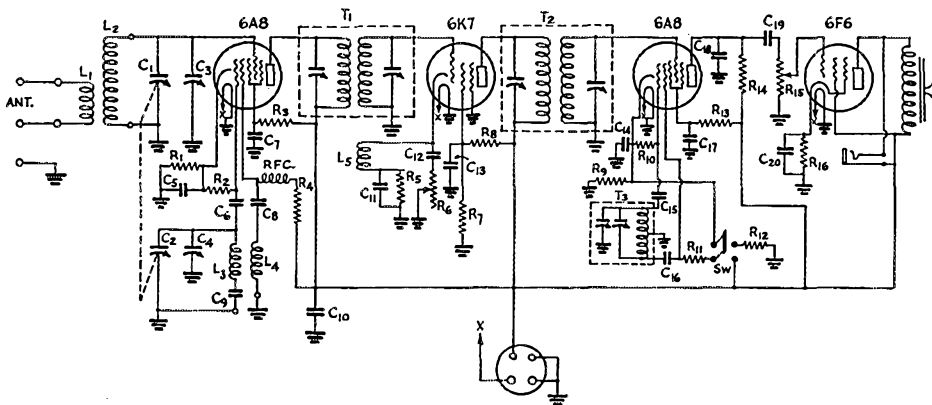 6A8
T1
6K7
T2
6A8
C19
6F6
L2
L1
C1
C3
C18
R14
R15
ANT.
X
X
X
X
X
R3
C7
R8
C14
R10
R13
C17
C20
R16
R1
R2
C5
C6
RFC
R4
C8
L5
C12
C13
R5
C11
R6
R7
R9
T3
C15
C2
C4
L3
L4
C9
C16
R11
SW
R12
C10
X